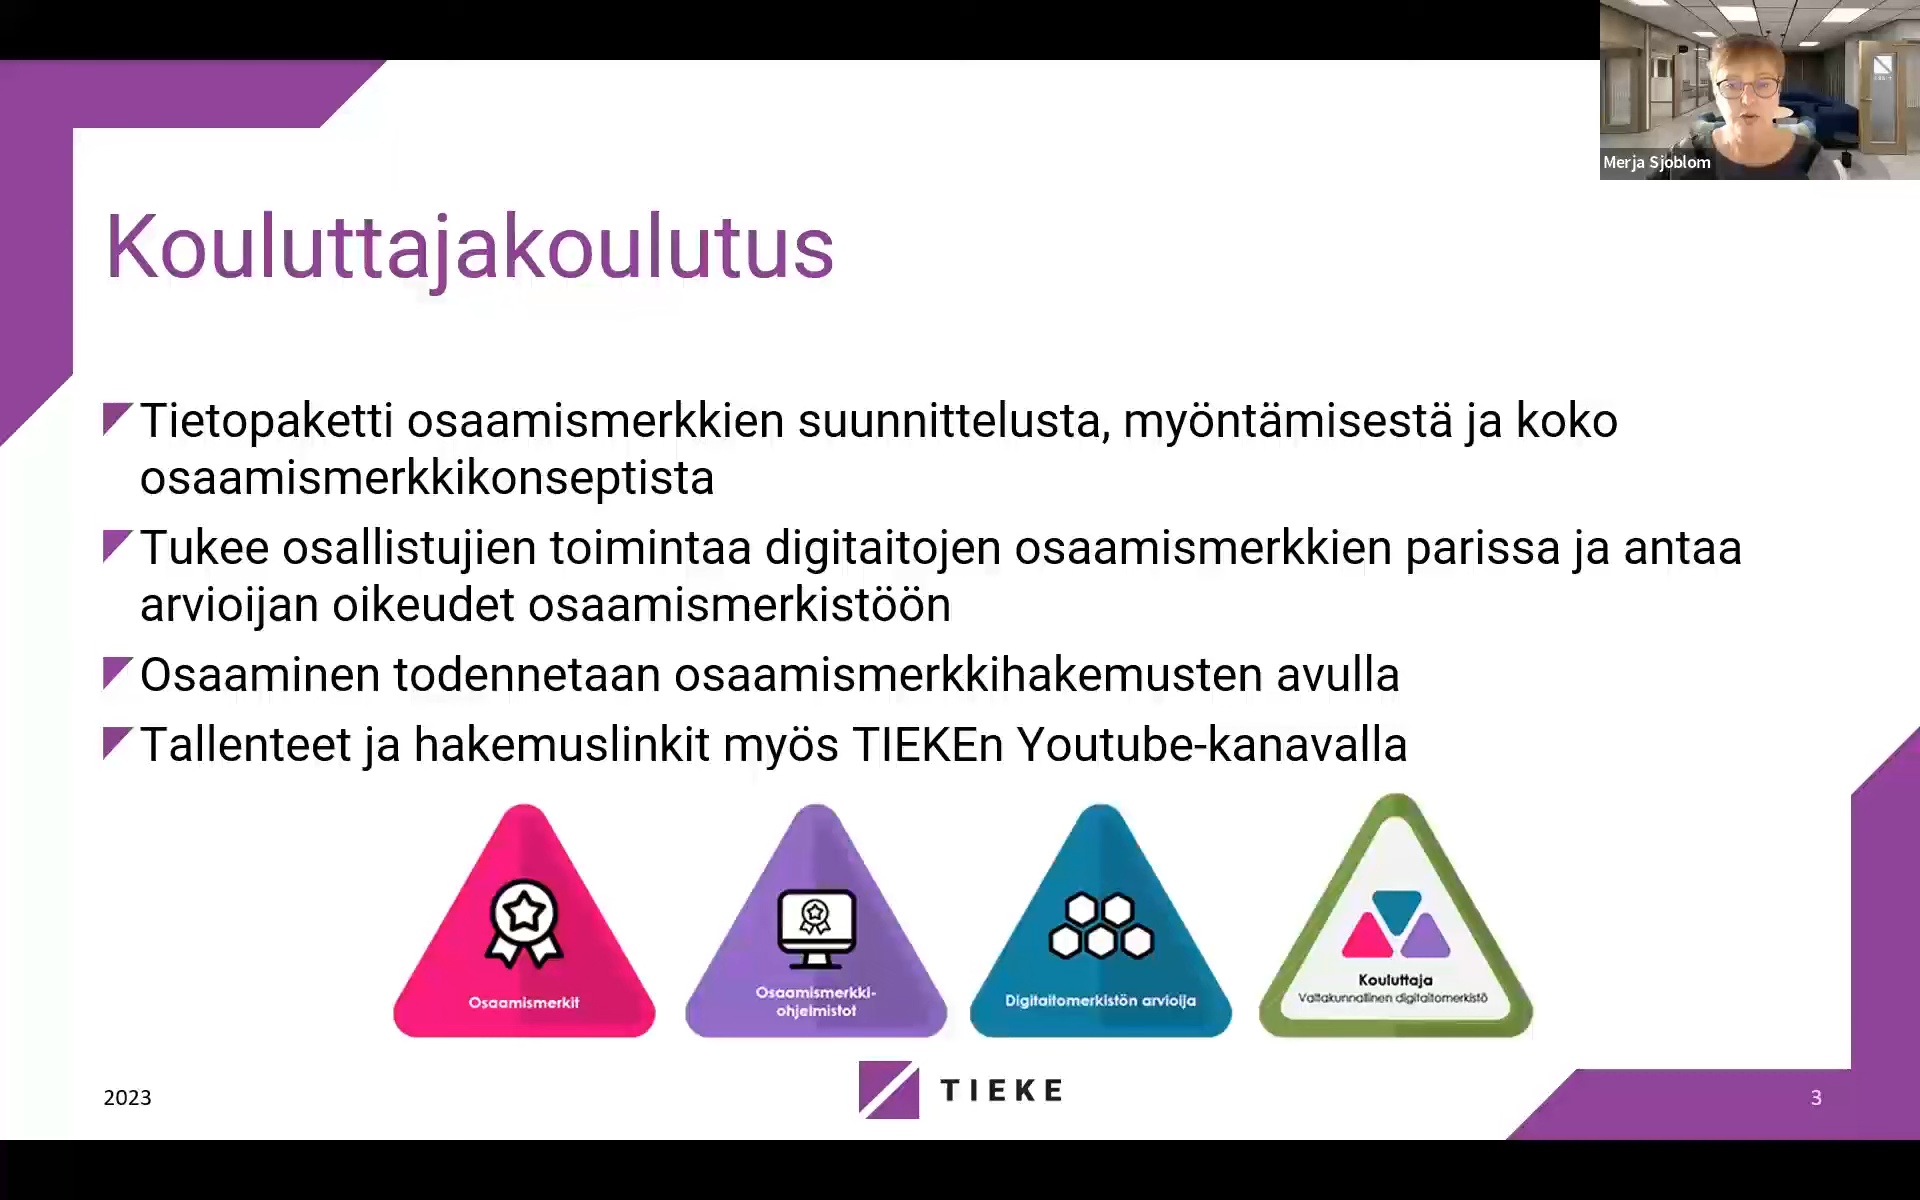 Merja Sjoblom
Kouluttajakoulutus
Tietopaketti osaamismerkkien suunnittelusta, myöntämisestä ja koko
osaamismerkkikonseptista
Tukee osallistujien toimintaa digitaitojen osaamismerkkien parissa ja antaa
arvioijan oikeudet osaamismerkistöön
Osaaminen todennetaan osaamismerkkihakemusten avulla
Tallenteet ja hakemuslinkit myös TIEKEn Youtube-kanavalla
Osaamismerkit
Osaamismerkki-
ohjelmistot
Digitaitomerkistön arvioija
Kouluttaja
Valtakunnallinen digitaitomerkistö
2023
TIEKE
3